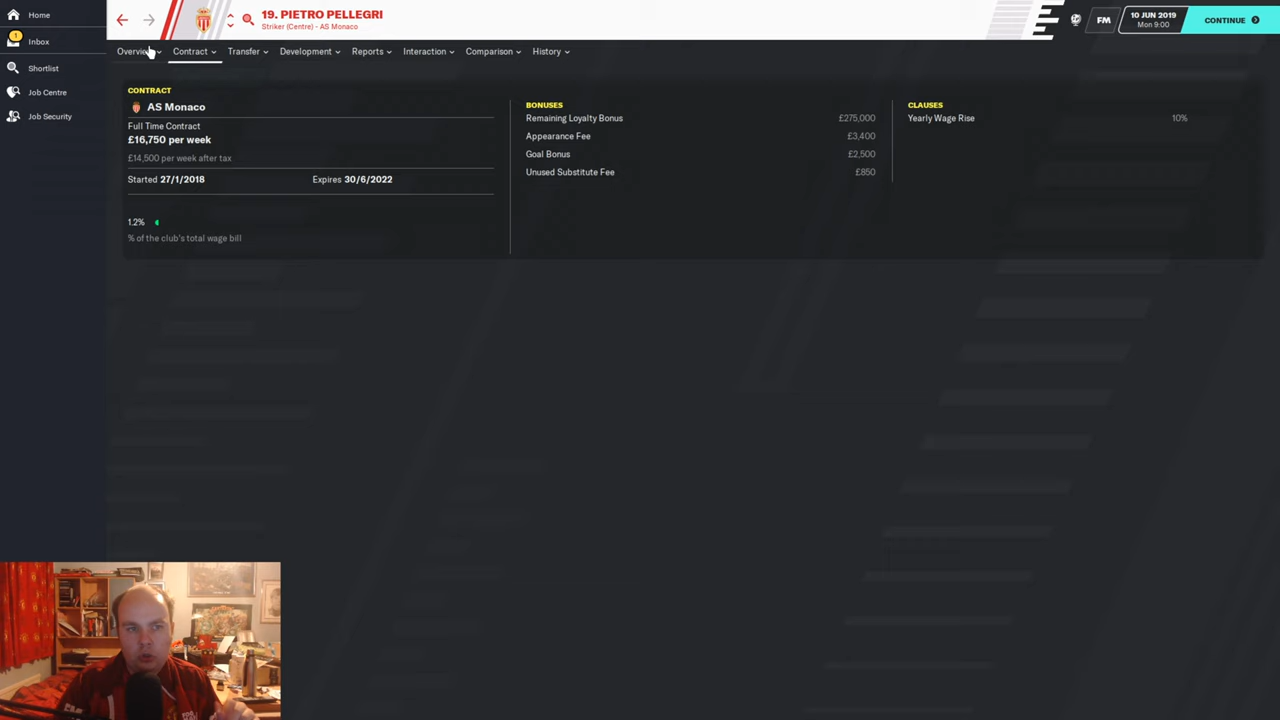 Home
Inbox
1
Shortlist
Job Centre
Job Security
19. PIETRO PELLEGRI
Striker (Centre) - AS Monaco
FM
10 JUN 2019
Mon 9:00
CONTINUE
Overview
Contract
Transfer
Development
Reports
Interaction
Comparison
History
CONTRACT
AS Monaco
Full Time Contract
£16,750 per week
£14,500 per week after tax
Started 27/1/2018
Expires 30/6/2022
1.2%
% of the club's total wage bill
BONUSES
Remaining Loyalty Bonus £275,000
Appearance Fee £3,400
Goal Bonus £2,500
Unused Substitute Fee £850
CLAUSES
Yearly Wage Rise 10%